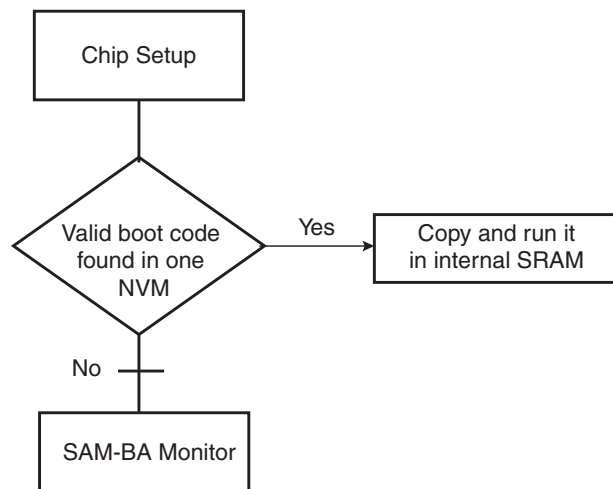 Chip Setup
Valid boot code
found in one
NVM
Yes
Copy and run it
in internal SRAM
No
SAM-BA Monitor